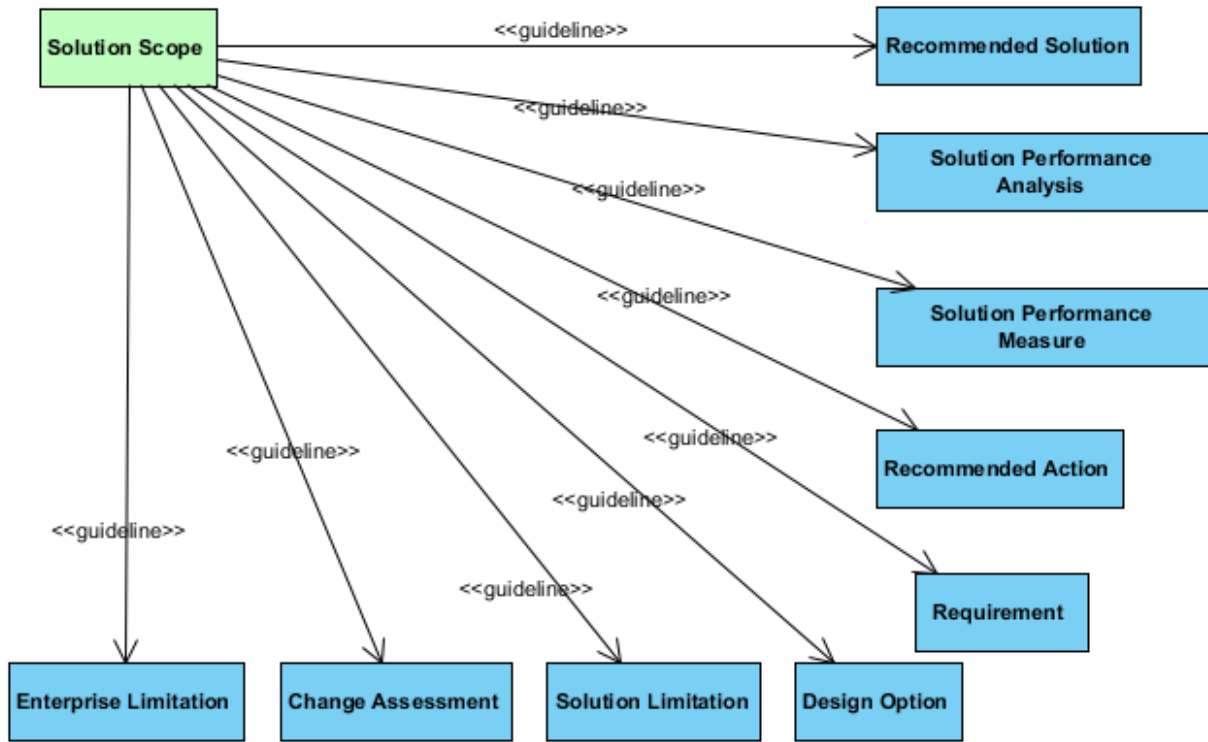 Solution Scope
<<guideline>>
Recommended Solution
<<guideline>>
Solution Performance
Analysis
<<guideline>>
Solution Performance
Measure
<<guideline>>
Recommended Action
<<guideline>>
<<guideline>>
<<guideline>>
<<guideline>>
<<guideline>>
Requirement
Enterprise Limitation
Change Assessment
Solution Limitation
Design Option